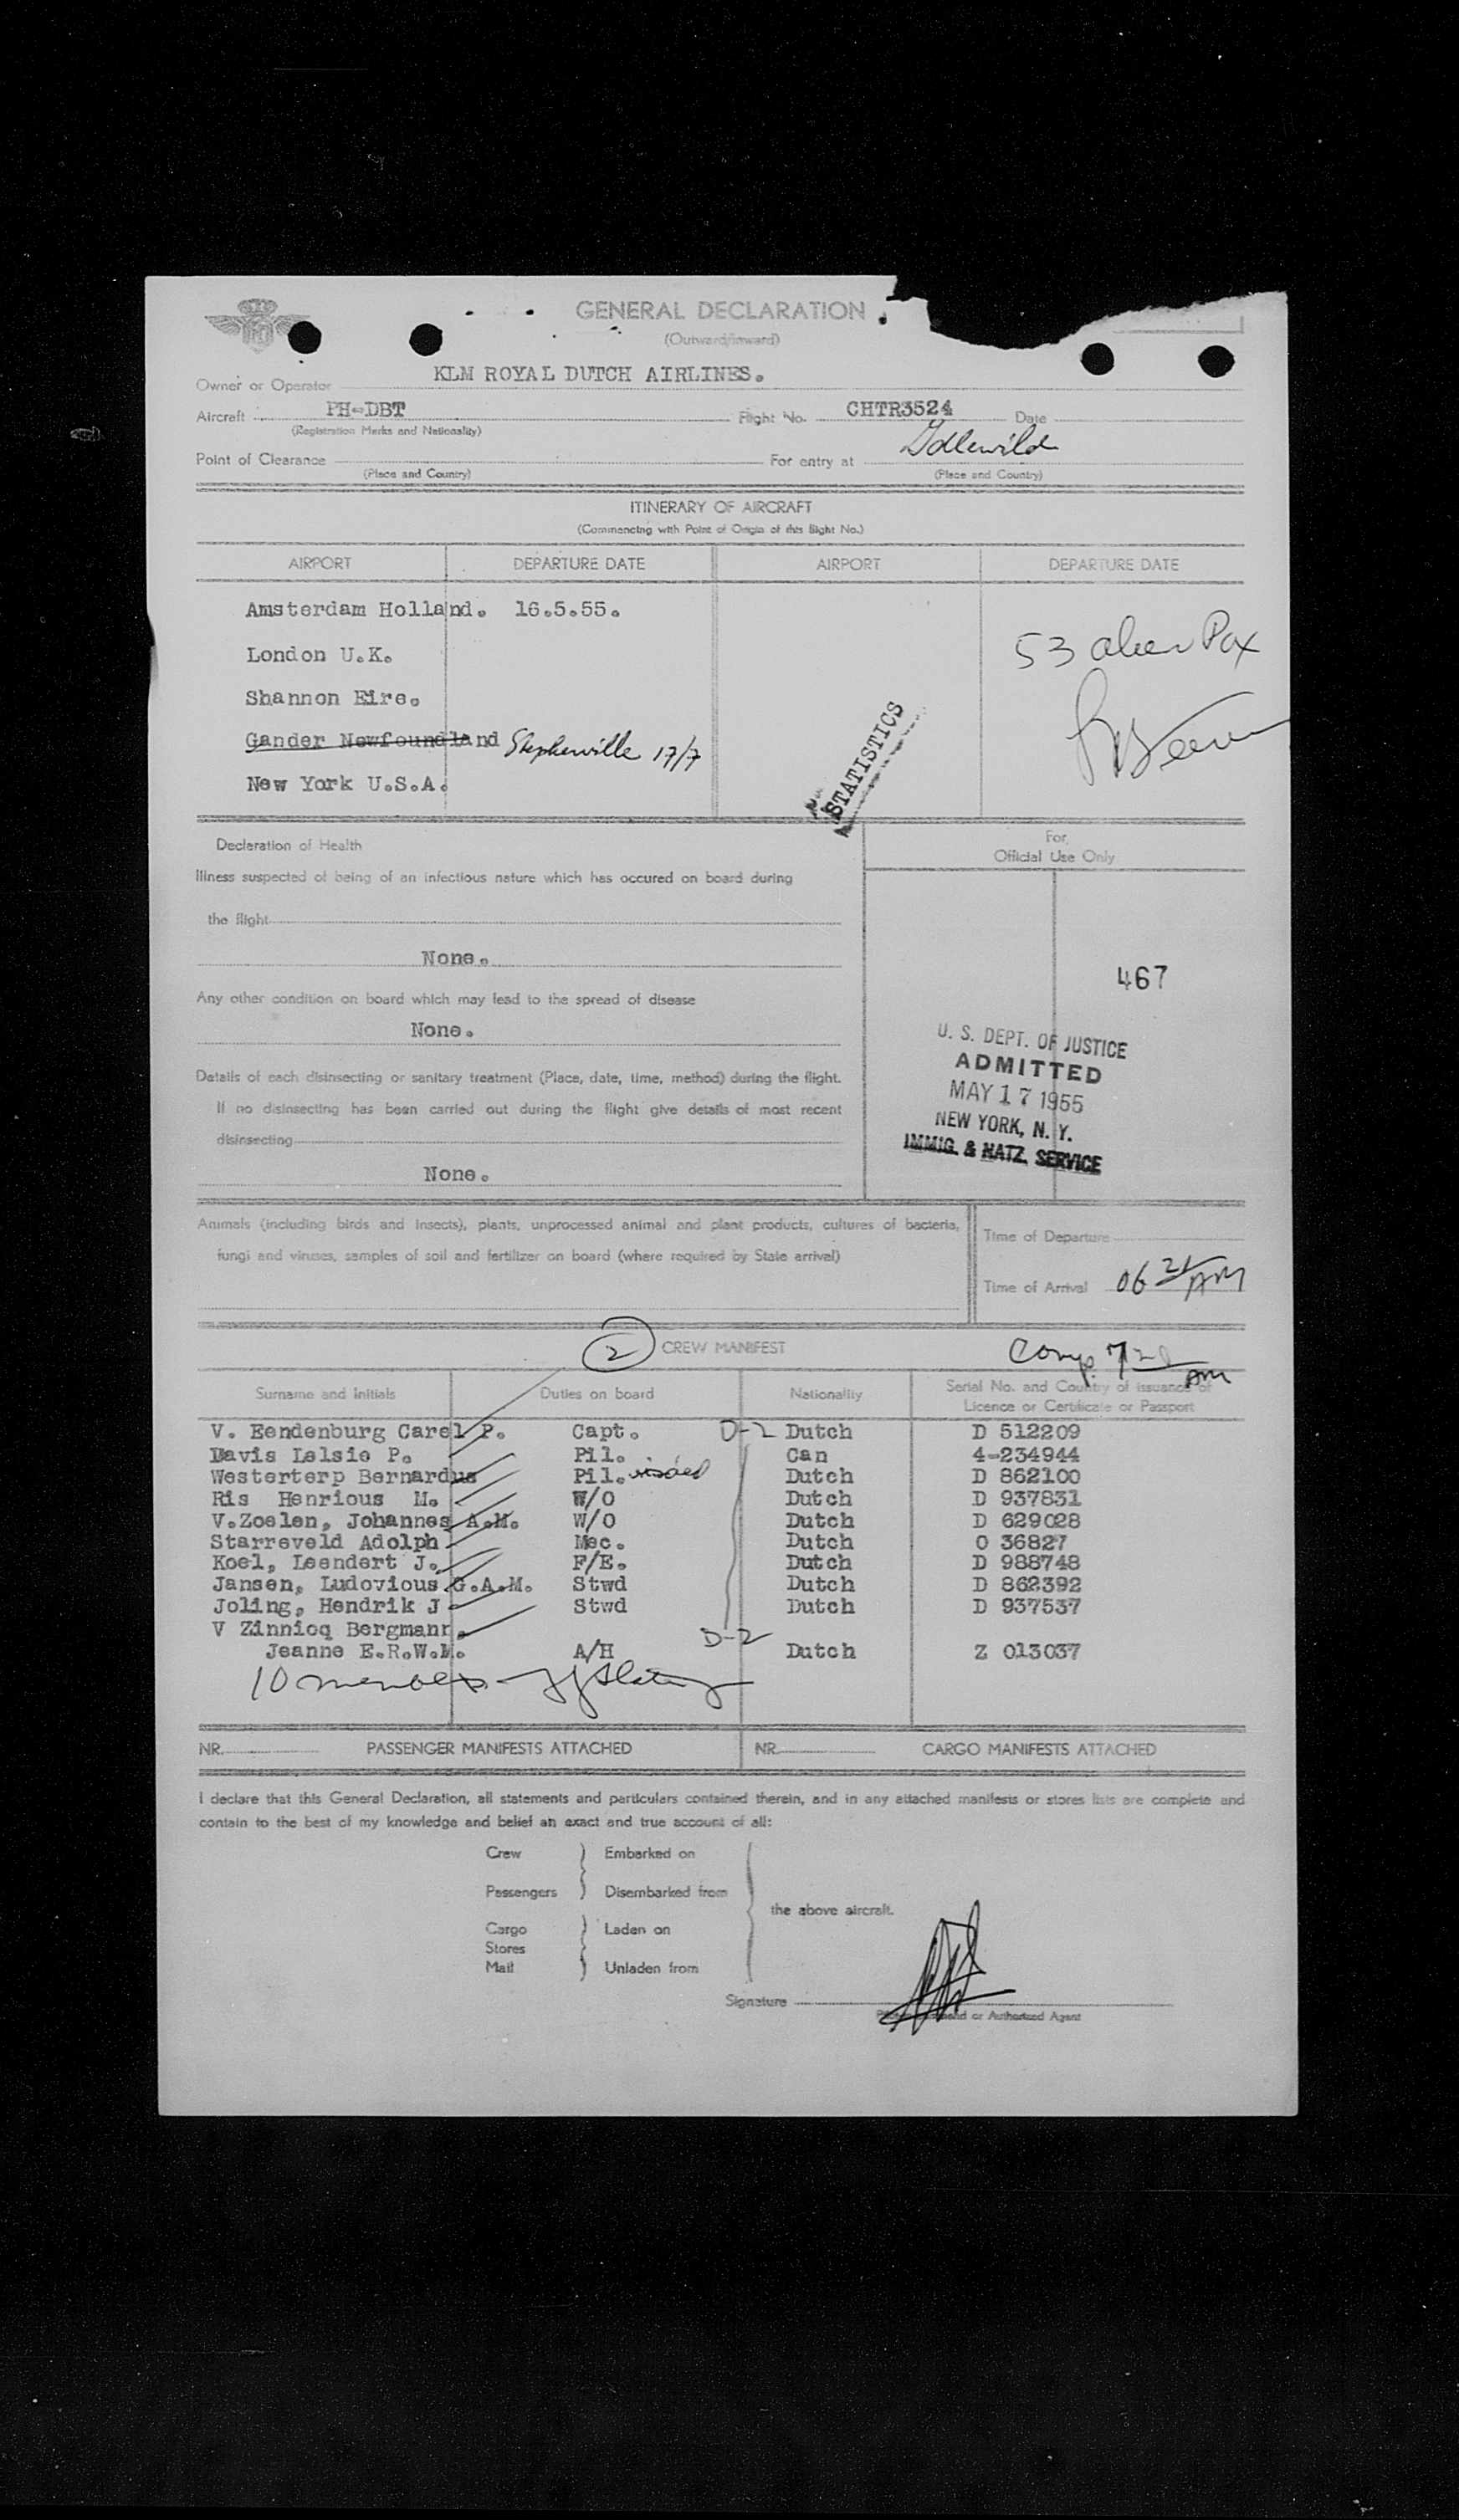 GENERAL DECLARATION
(Outward/Inward)
Owner or Operator KLM ROYAL DUTCH AIRLINES.
Aircraft PH-DBT Flight No. CHTR3524 Date
(Registration Marks and Nationality)
Point of Clearance For entry at Idlewild
(Place and Country) (Place and Country)
ITINERARY OF AIRCRAFT
(Commencing with Point of Origin of this flight No.)
AIRPORT DEPARTURE DATE AIRPORT DEPARTURE DATE
Amsterdam Holland. 16.5.55.
53 alien Pax
London U.K.
Shannon Eire.
Gander Newfoundland Stephenville 17/7
STATISTICS
New York U.S.A.
Declaration of Health
For
Official Use Only
Illness suspected of being of an infectious nature which has occured on board during
the flight
None.
467
Any other condition on board which may lead to the spread of disease
None.
U. S. DEPT. OF JUSTICE
ADMITTED
MAY 17 1955
NEW YORK, N. Y.
IMMIG. & NATZ. SERVICE
Details of each disinsecting or sanitary treatment (Place, date, time, method) during the flight.
If no disinsecting has been carried out during the flight give details of most recent
disinsecting
None.
Animals (including birds and insects), plants, unprocessed animal and plant products, cultures of bacteria,
fungi and viruses, samples of soil and fertilizer on board (where required by State arrival)
Time of Departure
Time of Arrival 06 21 AM
2 CREW MANIFEST
Comp. 72 AM
Surname and initials Duties on board Nationality Serial No. and Country of issuance of
Licence or Certificate or Passport
V. Eendenburg Carel P. Capt. D-2 Dutch D 512209
Davis Lelsie P. Pil. Can 4-234944
Westerterp Bernardus Pil. visaed Dutch D 862100
Ris Henrious M. W/O Dutch D 937831
V.Zoelen, Johannes A.M. W/O Dutch D 629028
Starreveld Adolph Mec. Dutch O 36827
Koel, Leendert J. F/E. Dutch D 988748
Jansen, Ludovious G.A.M. Stwd Dutch D 862392
Joling, Hendrik J Stwd Dutch D 937537
V Zinnicq Bergmann.
Jeanne E.R.W.M. A/H D-2 Dutch Z 013037
10 members
NR. PASSENGER MANIFESTS ATTACHED NR. CARGO MANIFESTS ATTACHED
I declare that this General Declaration, all statements and particulars contained therein, and in any attached manifests or stores lists are complete and
contain to the best of my knowledge and belief an exact and true account of all:
Crew Embarked on
Passengers Disembarked from
the above aircraft.
Cargo Laden on
Stores
Mail Unladen from
Signature
or Authorized Agent